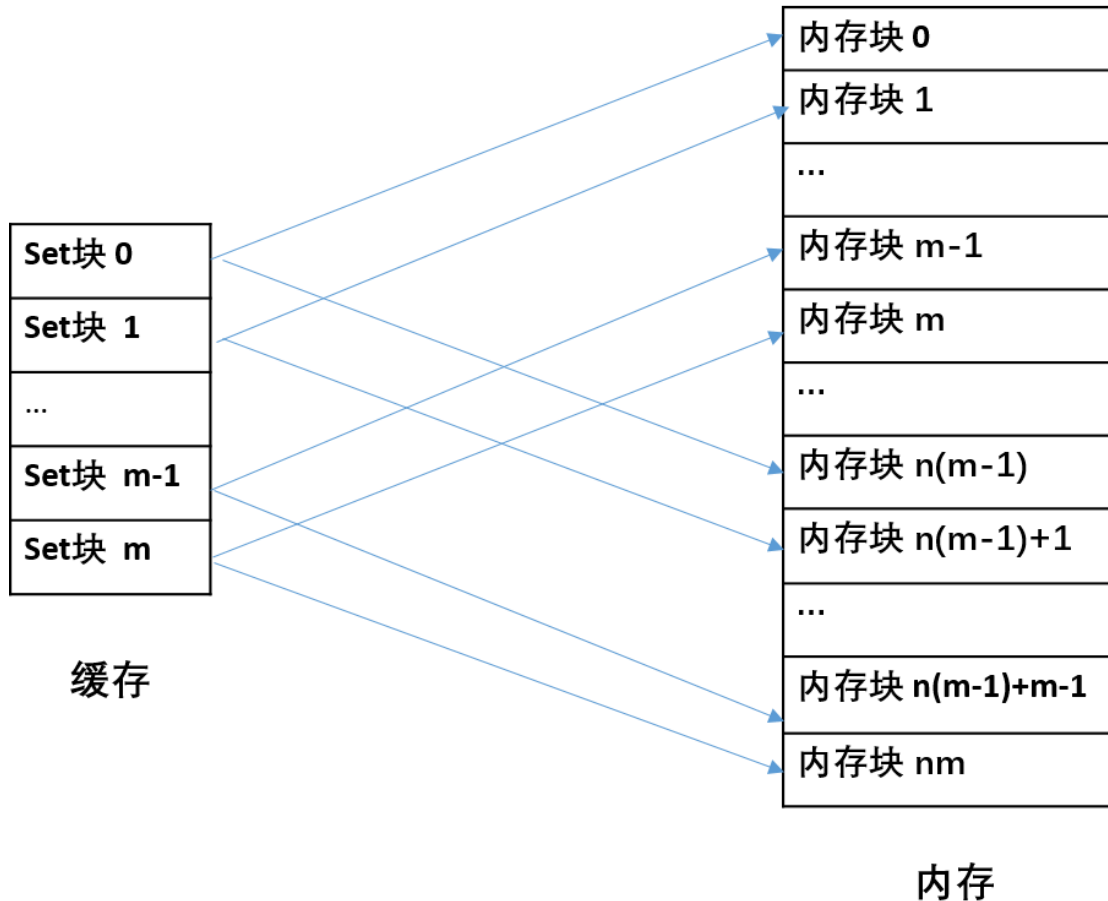 Set块 0
Set块 1
...
Set块 m-1
Set块 m
缓存
内存块 0
内存块 1
...
内存块 m-1
内存块 m
...
内存块 n(m-1)
内存块 n(m-1)+1
...
内存块 n(m-1)+m-1
内存块 nm
内存